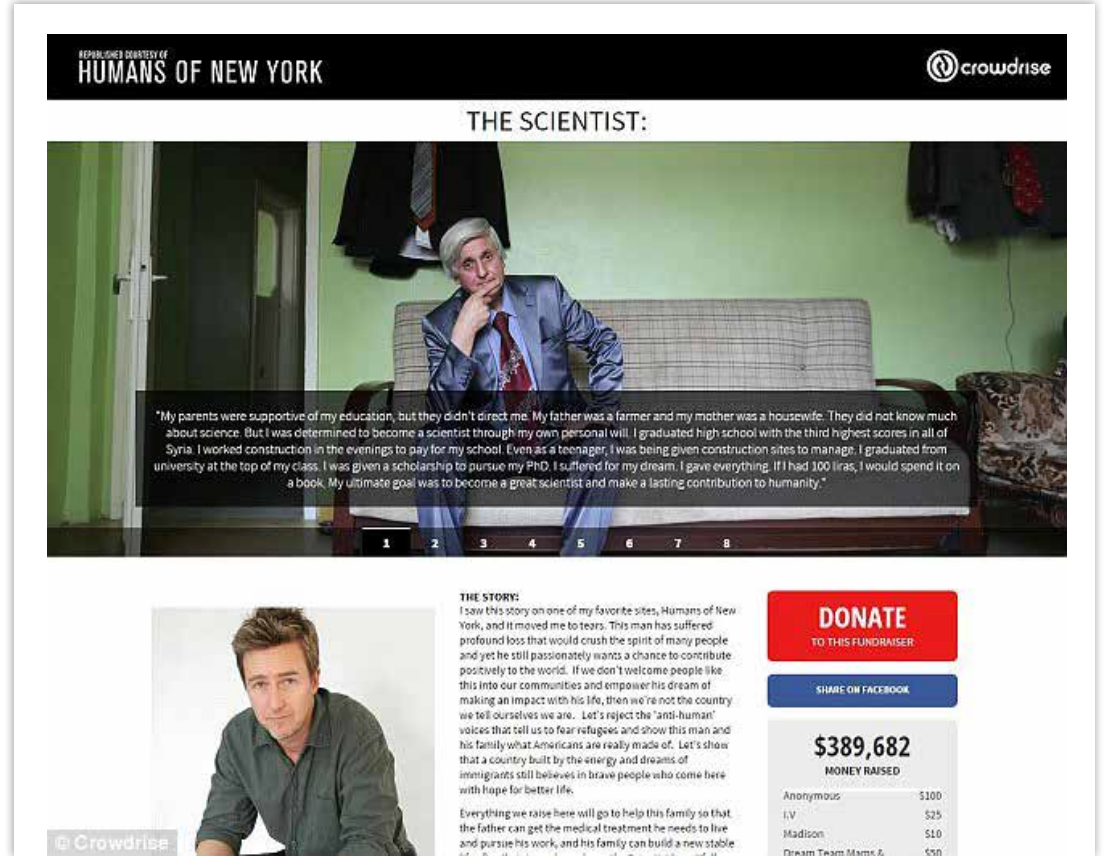 REPUBLISHED COURTESY OF
HUMANS OF NEW YORK
crowdrise
THE SCIENTIST:
"My parents were supportive of my education, but they didn't direct me. My father was a farmer and my mother was a housewife. They did not know much
about science. But I was determined to become a scientist through my own personal will. I graduated high school with the third highest scores in all of
Syria. I worked construction in the evenings to pay for my school. Even as a teenager, I was being given construction sites to manage. I graduated from
university at the top of my class. I was given a scholarship to pursue my PhD. I suffered for my dream. I gave everything. If I had 100 liras, I would spend it on
a book. My ultimate goal was to become a great scientist and make a lasting contribution to humanity."
1 2 3 4 5 6 7 8
THE STORY:
I saw this story on one of my favorite sites, Humans of New
York, and it moved me to tears. This man has suffered
profound loss that would crush the spirit of many people
and yet he still passionately wants a chance to contribute
positively to the world. If we don't welcome people like
this into our communities and empower his dream of
making an impact with his life, then we're not the country
we tell ourselves we are. Let's reject the "anti-human"
voices that tell us to fear refugees and show this man and
his family what Americans are really made of. Let's show
that a country built by the energy and dreams of
immigrants still believes in brave people who come here
with hope for better life.
Everything we raise here will go to help this family so that
the father can get the medical treatment he needs to live
and pursue his work, and his family can build a new stable
DONATE
TO THIS FUNDRAISER
SHARE ON FACEBOOK
$389,682
MONEY RAISED
Anonymous $100
I.V $25
Madison $10
Dream Team Mams & $50
© Crowdrise